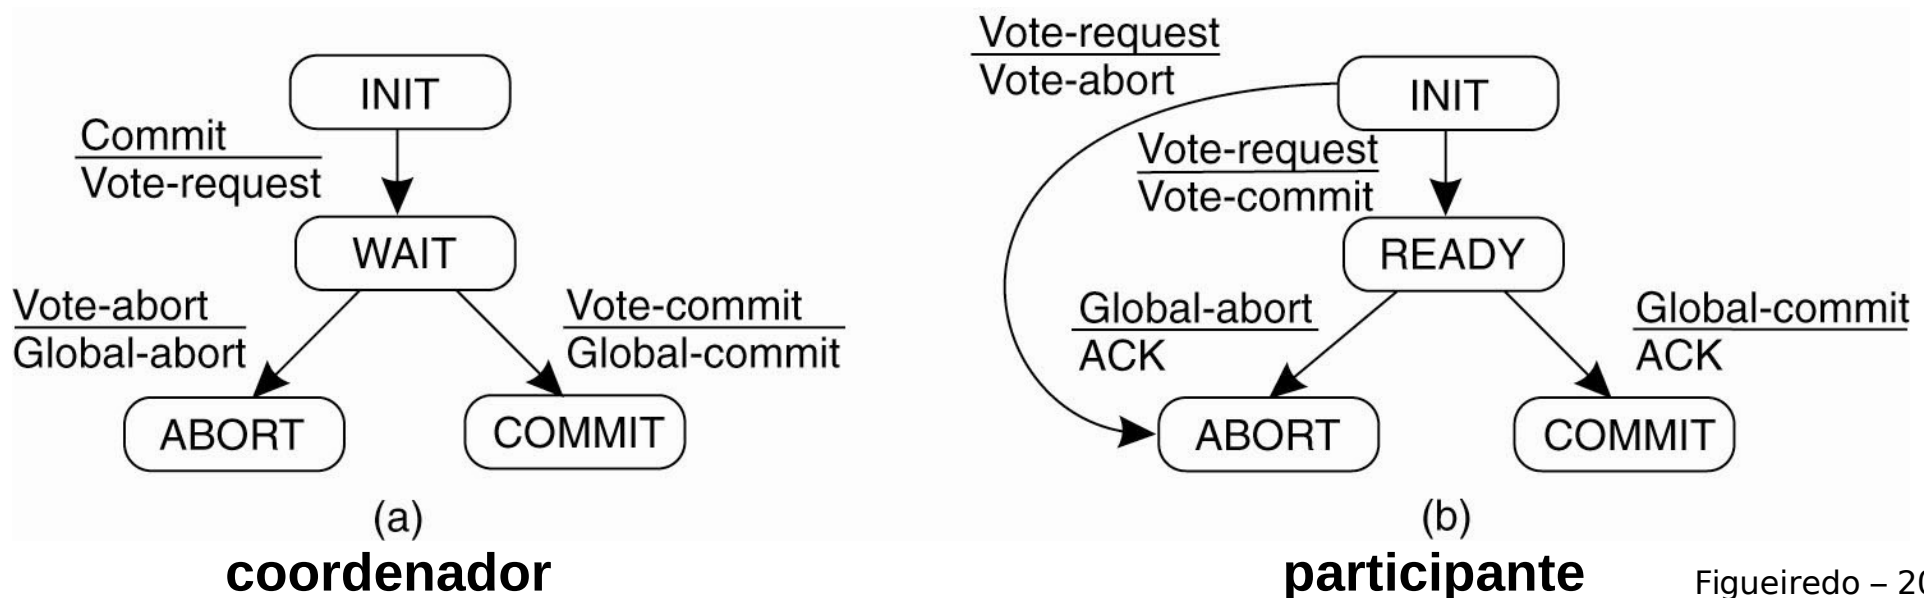 INIT
Commit
Vote-request
WAIT
Vote-abort
Global-abort
Vote-commit
Global-commit
ABORT
COMMIT
(a)
coordenador
Vote-request
Vote-abort
INIT
Vote-request
Vote-commit
READY
Global-abort
ACK
Global-commit
ACK
ABORT
COMMIT
(b)
participante
Figueiredo –